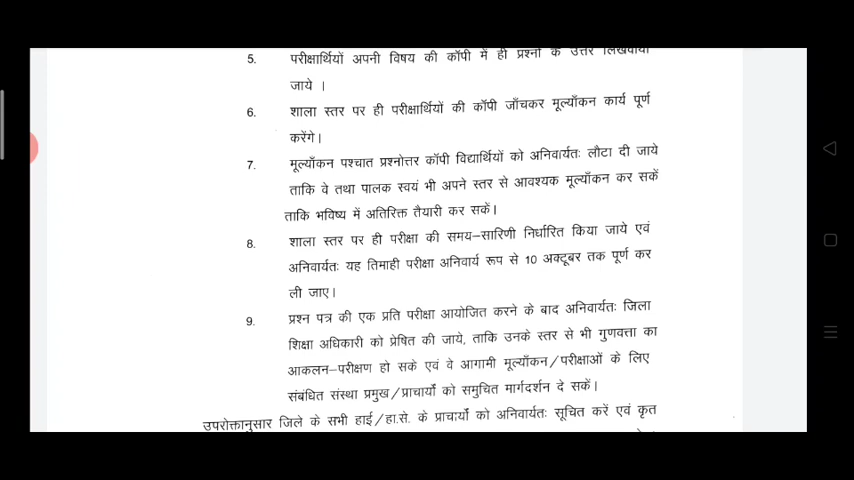 5. परीक्षार्थियों अपनी विषय की कॉपी में ही प्रश्नों के उत्तर लिखवाया
जाये ।
6. शाला स्तर पर ही परीक्षार्थियों की कॉपी जाँचकर मूल्याँकन कार्य पूर्ण
करेंगे।
7. मूल्याँकन पश्चात प्रश्नोत्तर कॉपी विद्यार्थियों को अनिवार्यतः लौटा दी जाये
ताकि वे तथा पालक स्वयं भी अपने स्तर से आवश्यक मूल्याँकन कर सकें
ताकि भविष्य में अतिरिक्त तैयारी कर सकें।
8. शाला स्तर पर ही परीक्षा की समय–सारिणी निर्धारित किया जाये एवं
अनिवार्यतः यह तिमाही परीक्षा अनिवार्य रूप से 10 अक्टूबर तक पूर्ण कर
ली जाए।
9. प्रश्न पत्र की एक प्रति परीक्षा आयोजित करने के बाद अनिवार्यतः जिला
शिक्षा अधिकारी को प्रेषित की जाये, ताकि उनके स्तर से भी गुणवत्ता का
आकलन–परीक्षण हो सके एवं वे आगामी मूल्याँकन/परीक्षाओं के लिए
संबंधित संस्था प्रमुख/प्राचार्यों को समुचित मार्गदर्शन दे सकें।
उपरोक्तानुसार जिले के सभी हाई/हा.से. के प्राचार्यों को अनिवार्यतः सूचित करें एवं कृत